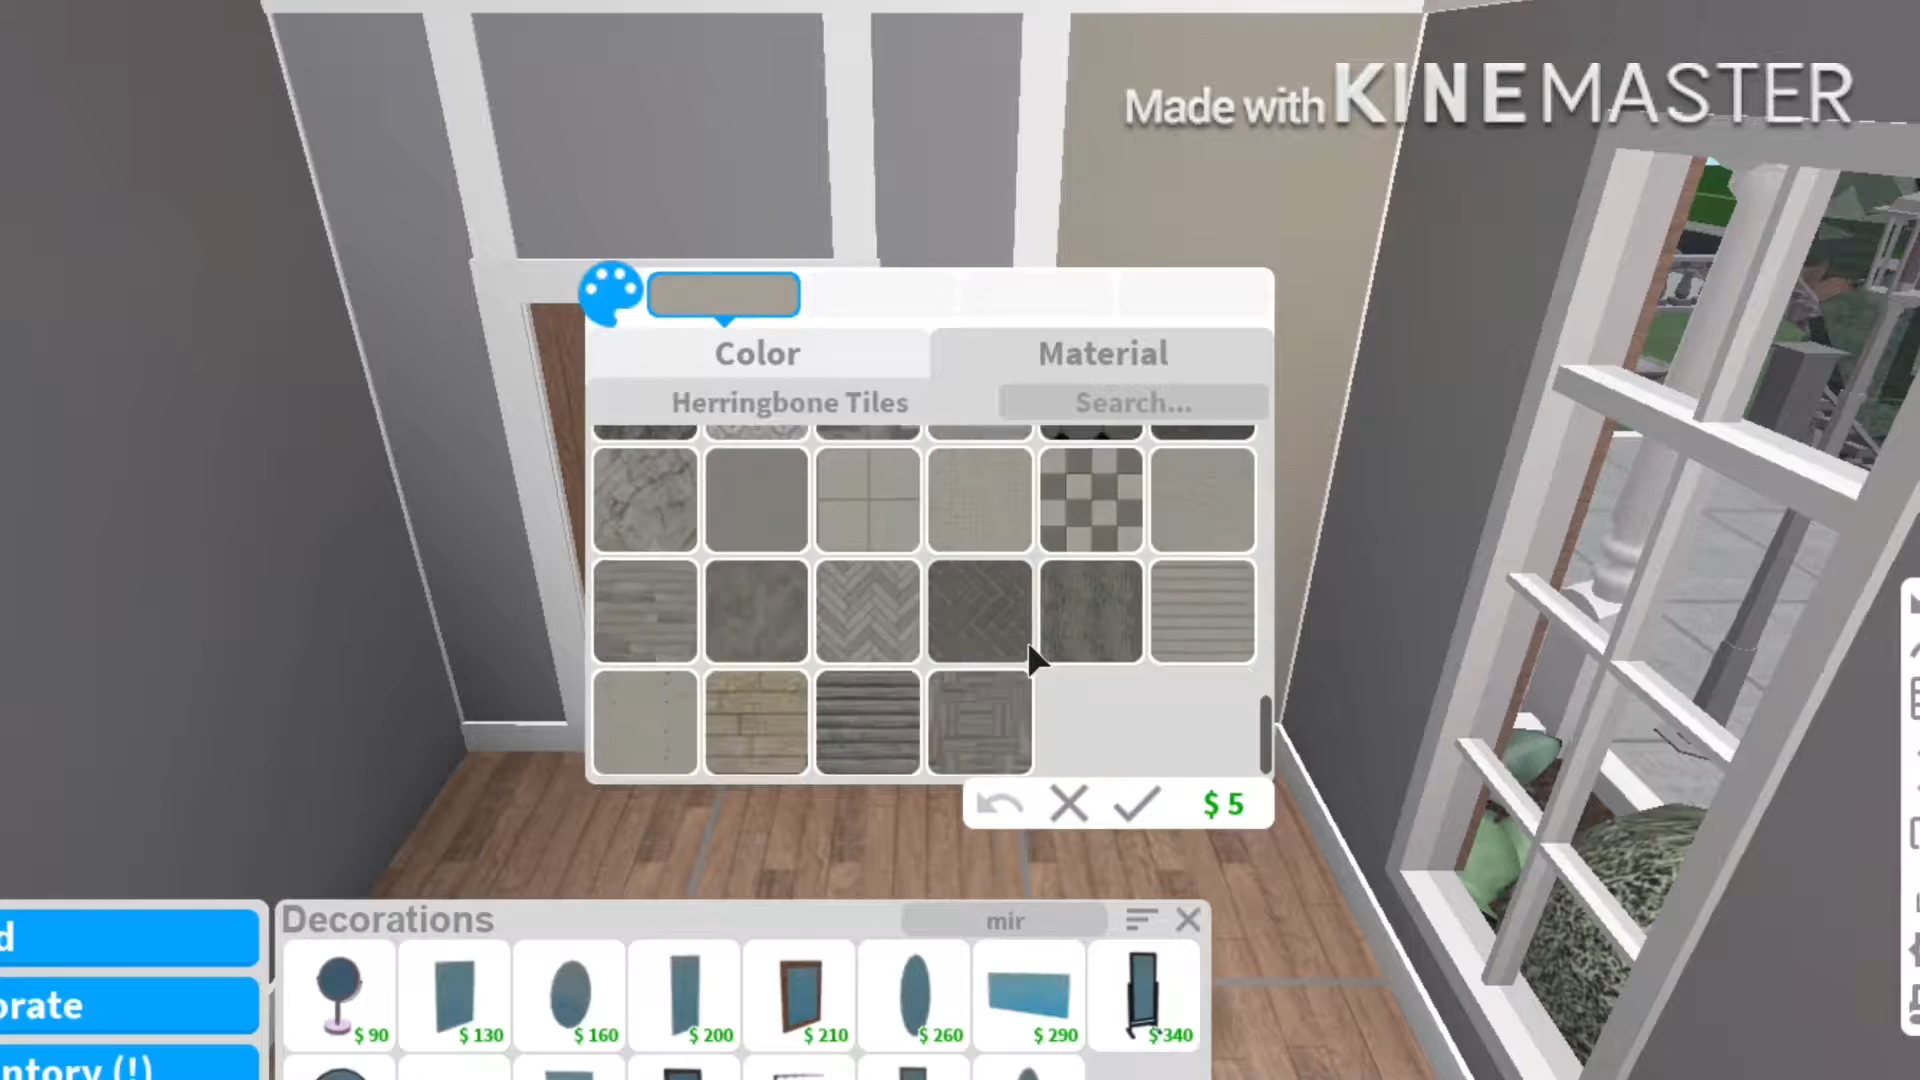 Made with KINEMASTER
Color
Material
Herringbone Tiles
Search...
$ 5
d
Decorations
mir
orate
$ 90
$ 130
$ 160
$ 200
$ 210
$ 260
$ 290
$ 340
ntory (!)